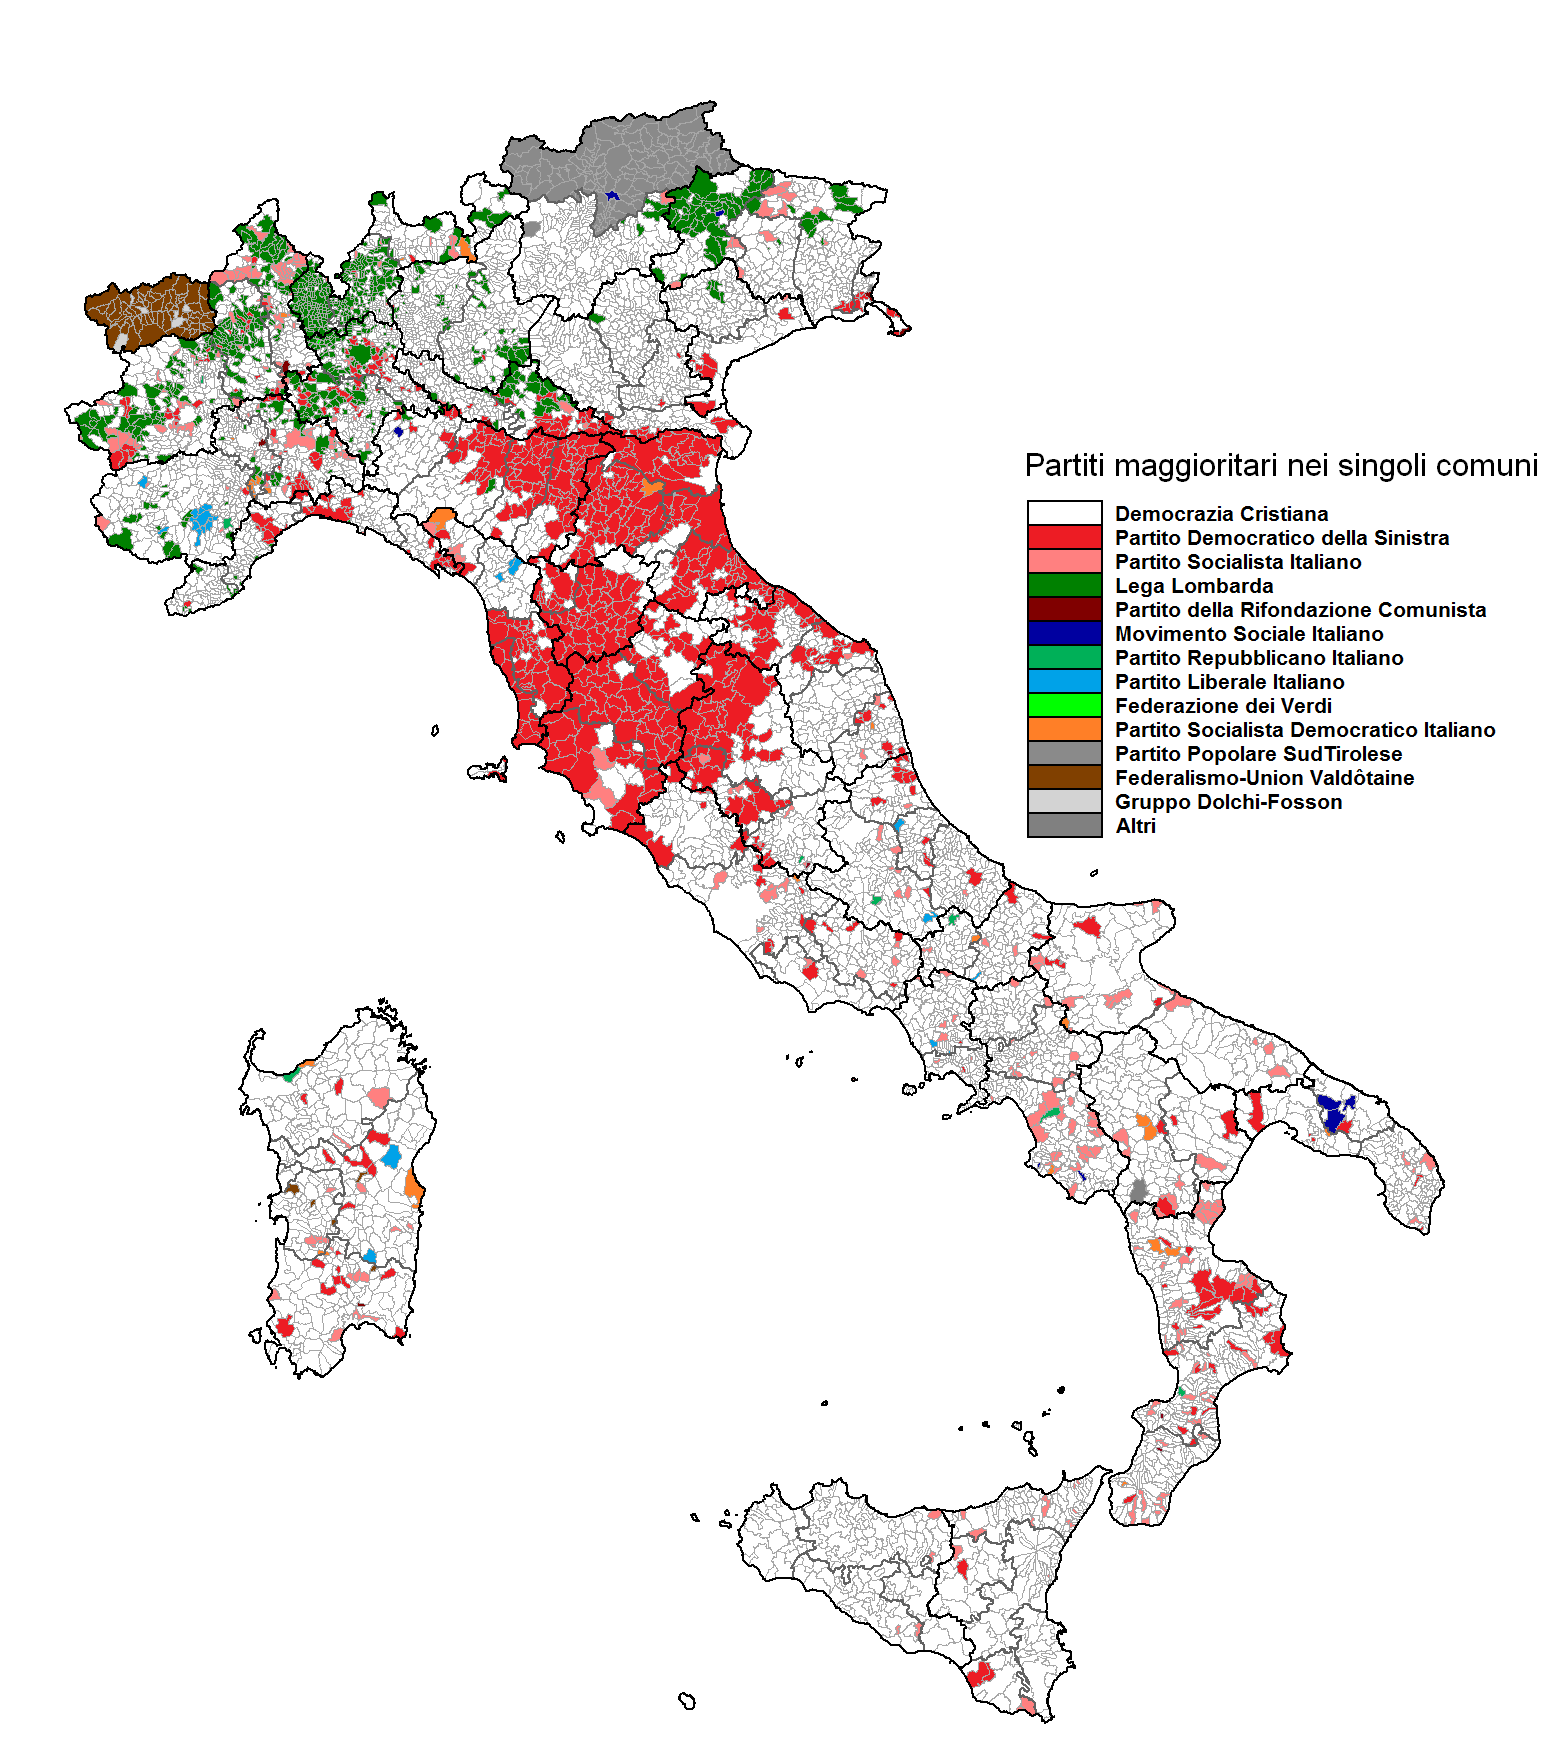 Partiti maggioritari nei singoli comuni
Democrazia Cristiana
Partito Democratico della Sinistra
Partito Socialista Italiano
Lega Lombarda
Partito della Rifondazione Comunista
Movimento Sociale Italiano
Partito Repubblicano Italiano
Partito Liberale Italiano
Federazione dei Verdi
Partito Socialista Democratico Italiano
Partito Popolare SudTirolese
Federalismo-Union Valdôtaine
Gruppo Dolchi-Fosson
Altri